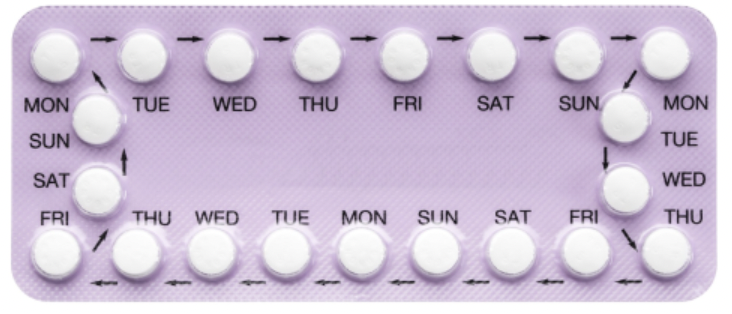 MON TUE WED THU FRI SAT SUN MON
SUN TUE
SAT WED
FRI THU WED TUE MON SUN SAT FRI THU